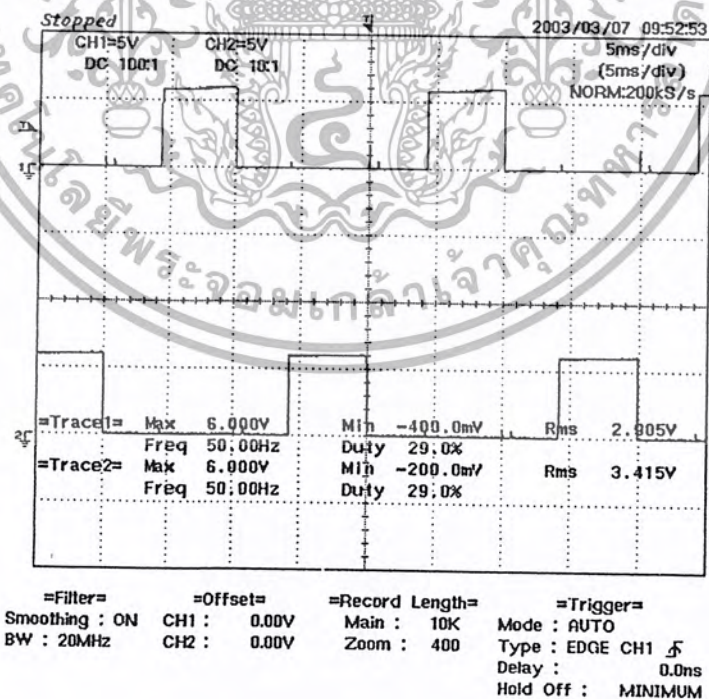 Stopped
2003/03/07 09:52:53
CH1=5V CH2=5V 5ms/div
DC 100:1 DC 10:1 (5ms/div)
NORM:200kS/s
1
=Trace1= Max 6.000V Min -400.0mV Rms 2.905V
2
Freq 50.00Hz Duty 29.0%
=Trace2= Max 6.000V Min -200.0mV Rms 3.415V
Freq 50.00Hz Duty 29.0%
=Filter= =Offset= =Record Length= =Trigger=
Smoothing : ON CH1 : 0.00V Main : 10K Mode : AUTO
BW : 20MHz CH2 : 0.00V Zoom : 400 Type : EDGE CH1
Delay : 0.0ns
Hold Off : MINIMUM